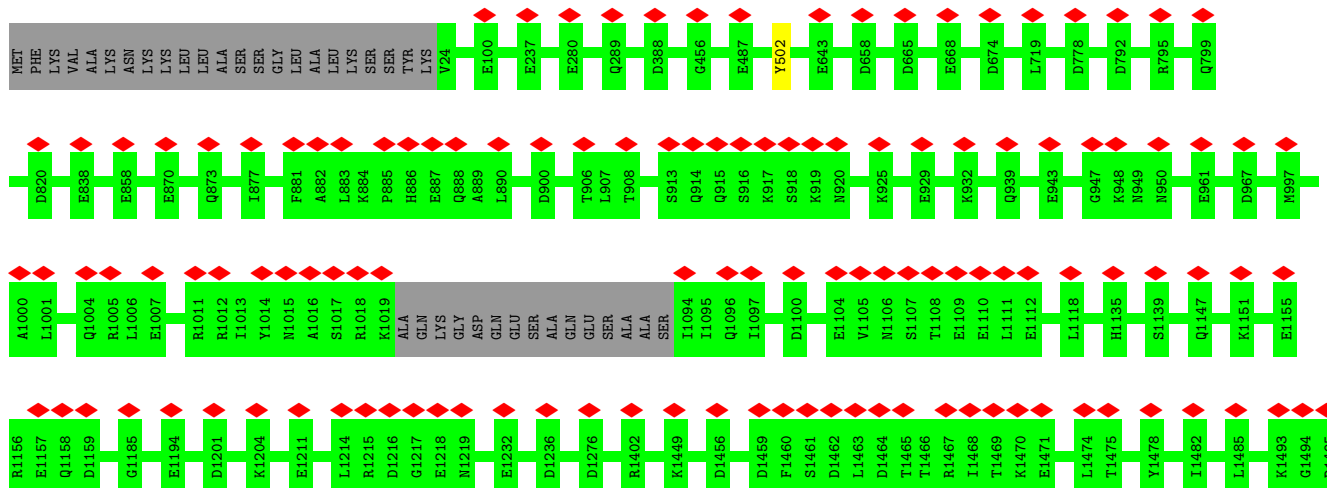 MET PHE LYS VAL ALA LYS ASN LYS LYS LEU LEU ALA SER SER GLY LEU ALA LEU LYS SER SER TYR LYS V24 E100 E237 E280 Q289 D388 G456 E487 Y502 E643 D658 D665 E668 D674 L719 D778 D792 R795 Q799
D820 E838 E858 E870 Q873 I877 F881 A882 L883 K884 P885 H886 E887 Q888 A889 L890 D900 T906 L907 T908 S913 Q914 Q915 S916 K917 S918 K919 N920 K925 E929 K932 Q939 E943 G947 K948 N949 N950 E961 D967 M997
A1000 L1001 Q1004 R1005 L1006 E1007 R1011 R1012 I1013 Y1014 N1015 A1016 S1017 R1018 K1019 ALA GLN LYS GLY ASP GLN GLU SER ALA GLN GLU SER ALA ALA SER I1094 I1095 Q1096 I1097 D1100 E1104 V1105 N1106 S1107 T1108 E1109 E1110 L1111 E1112 L1118 H1135 S1139 Q1147 K1151 E1155
R1156 E1157 Q1158 D1159 G1185 E1194 D1201 K1204 E1211 L1214 R1215 D1216 G1217 E1218 N1219 E1232 D1236 D1276 R1402 K1449 D1456 D1459 F1460 S1461 D1462 L1463 D1464 T1465 T1466 R1467 I1468 T1469 K1470 E1471 L1474 T1475 Y1478 I1482 L1485 K1493 G1494